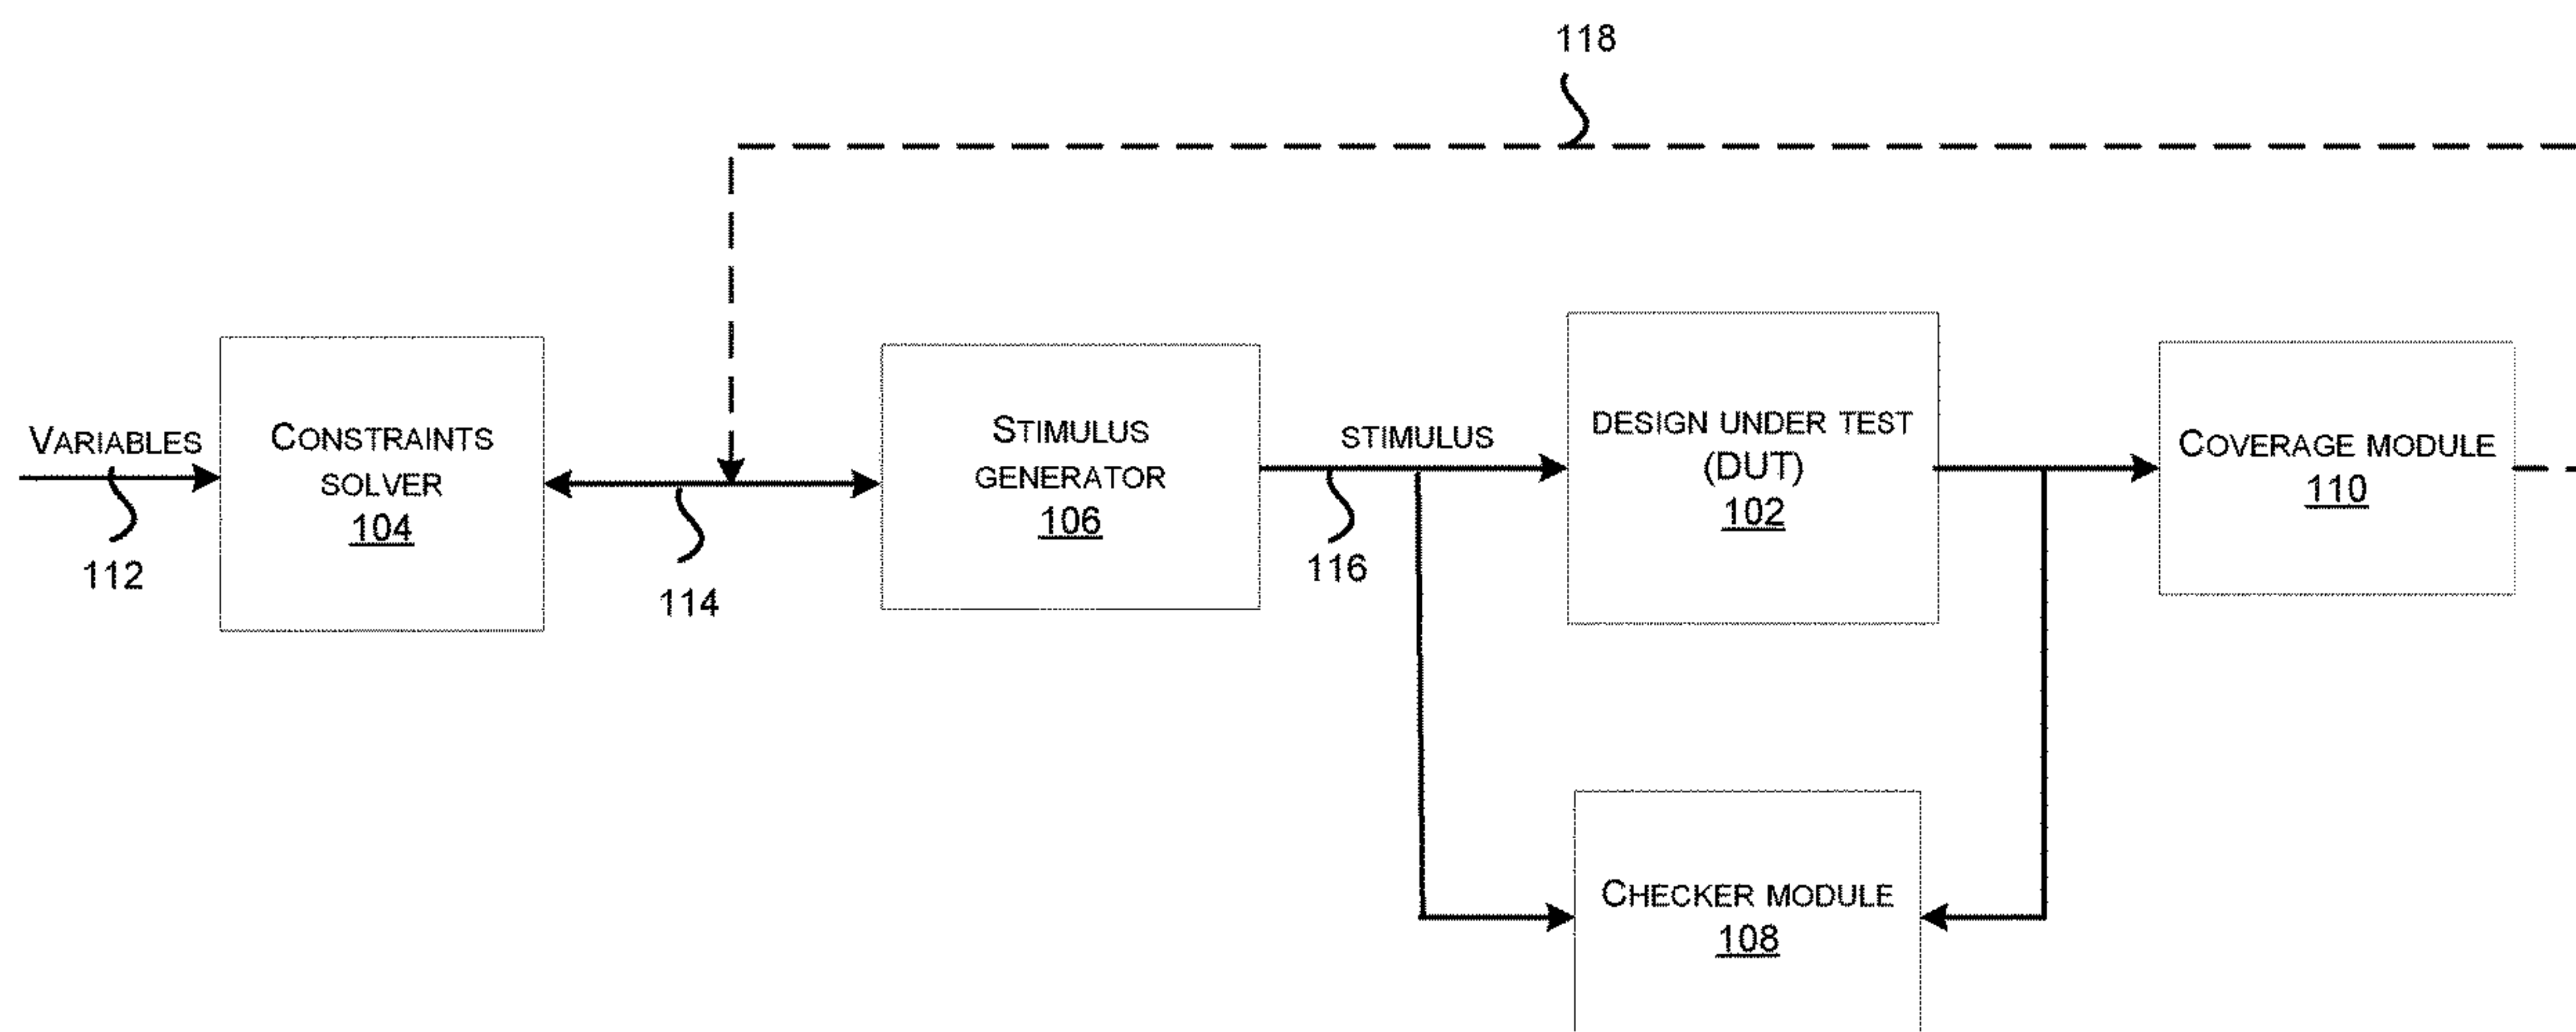 118
VARIABLES
112
CONSTRAINTS
SOLVER
104
114
STIMULUS
GENERATOR
106
STIMULUS
116
DESIGN UNDER TEST
(DUT)
102
COVERAGE MODULE
110
CHECKER MODULE
108